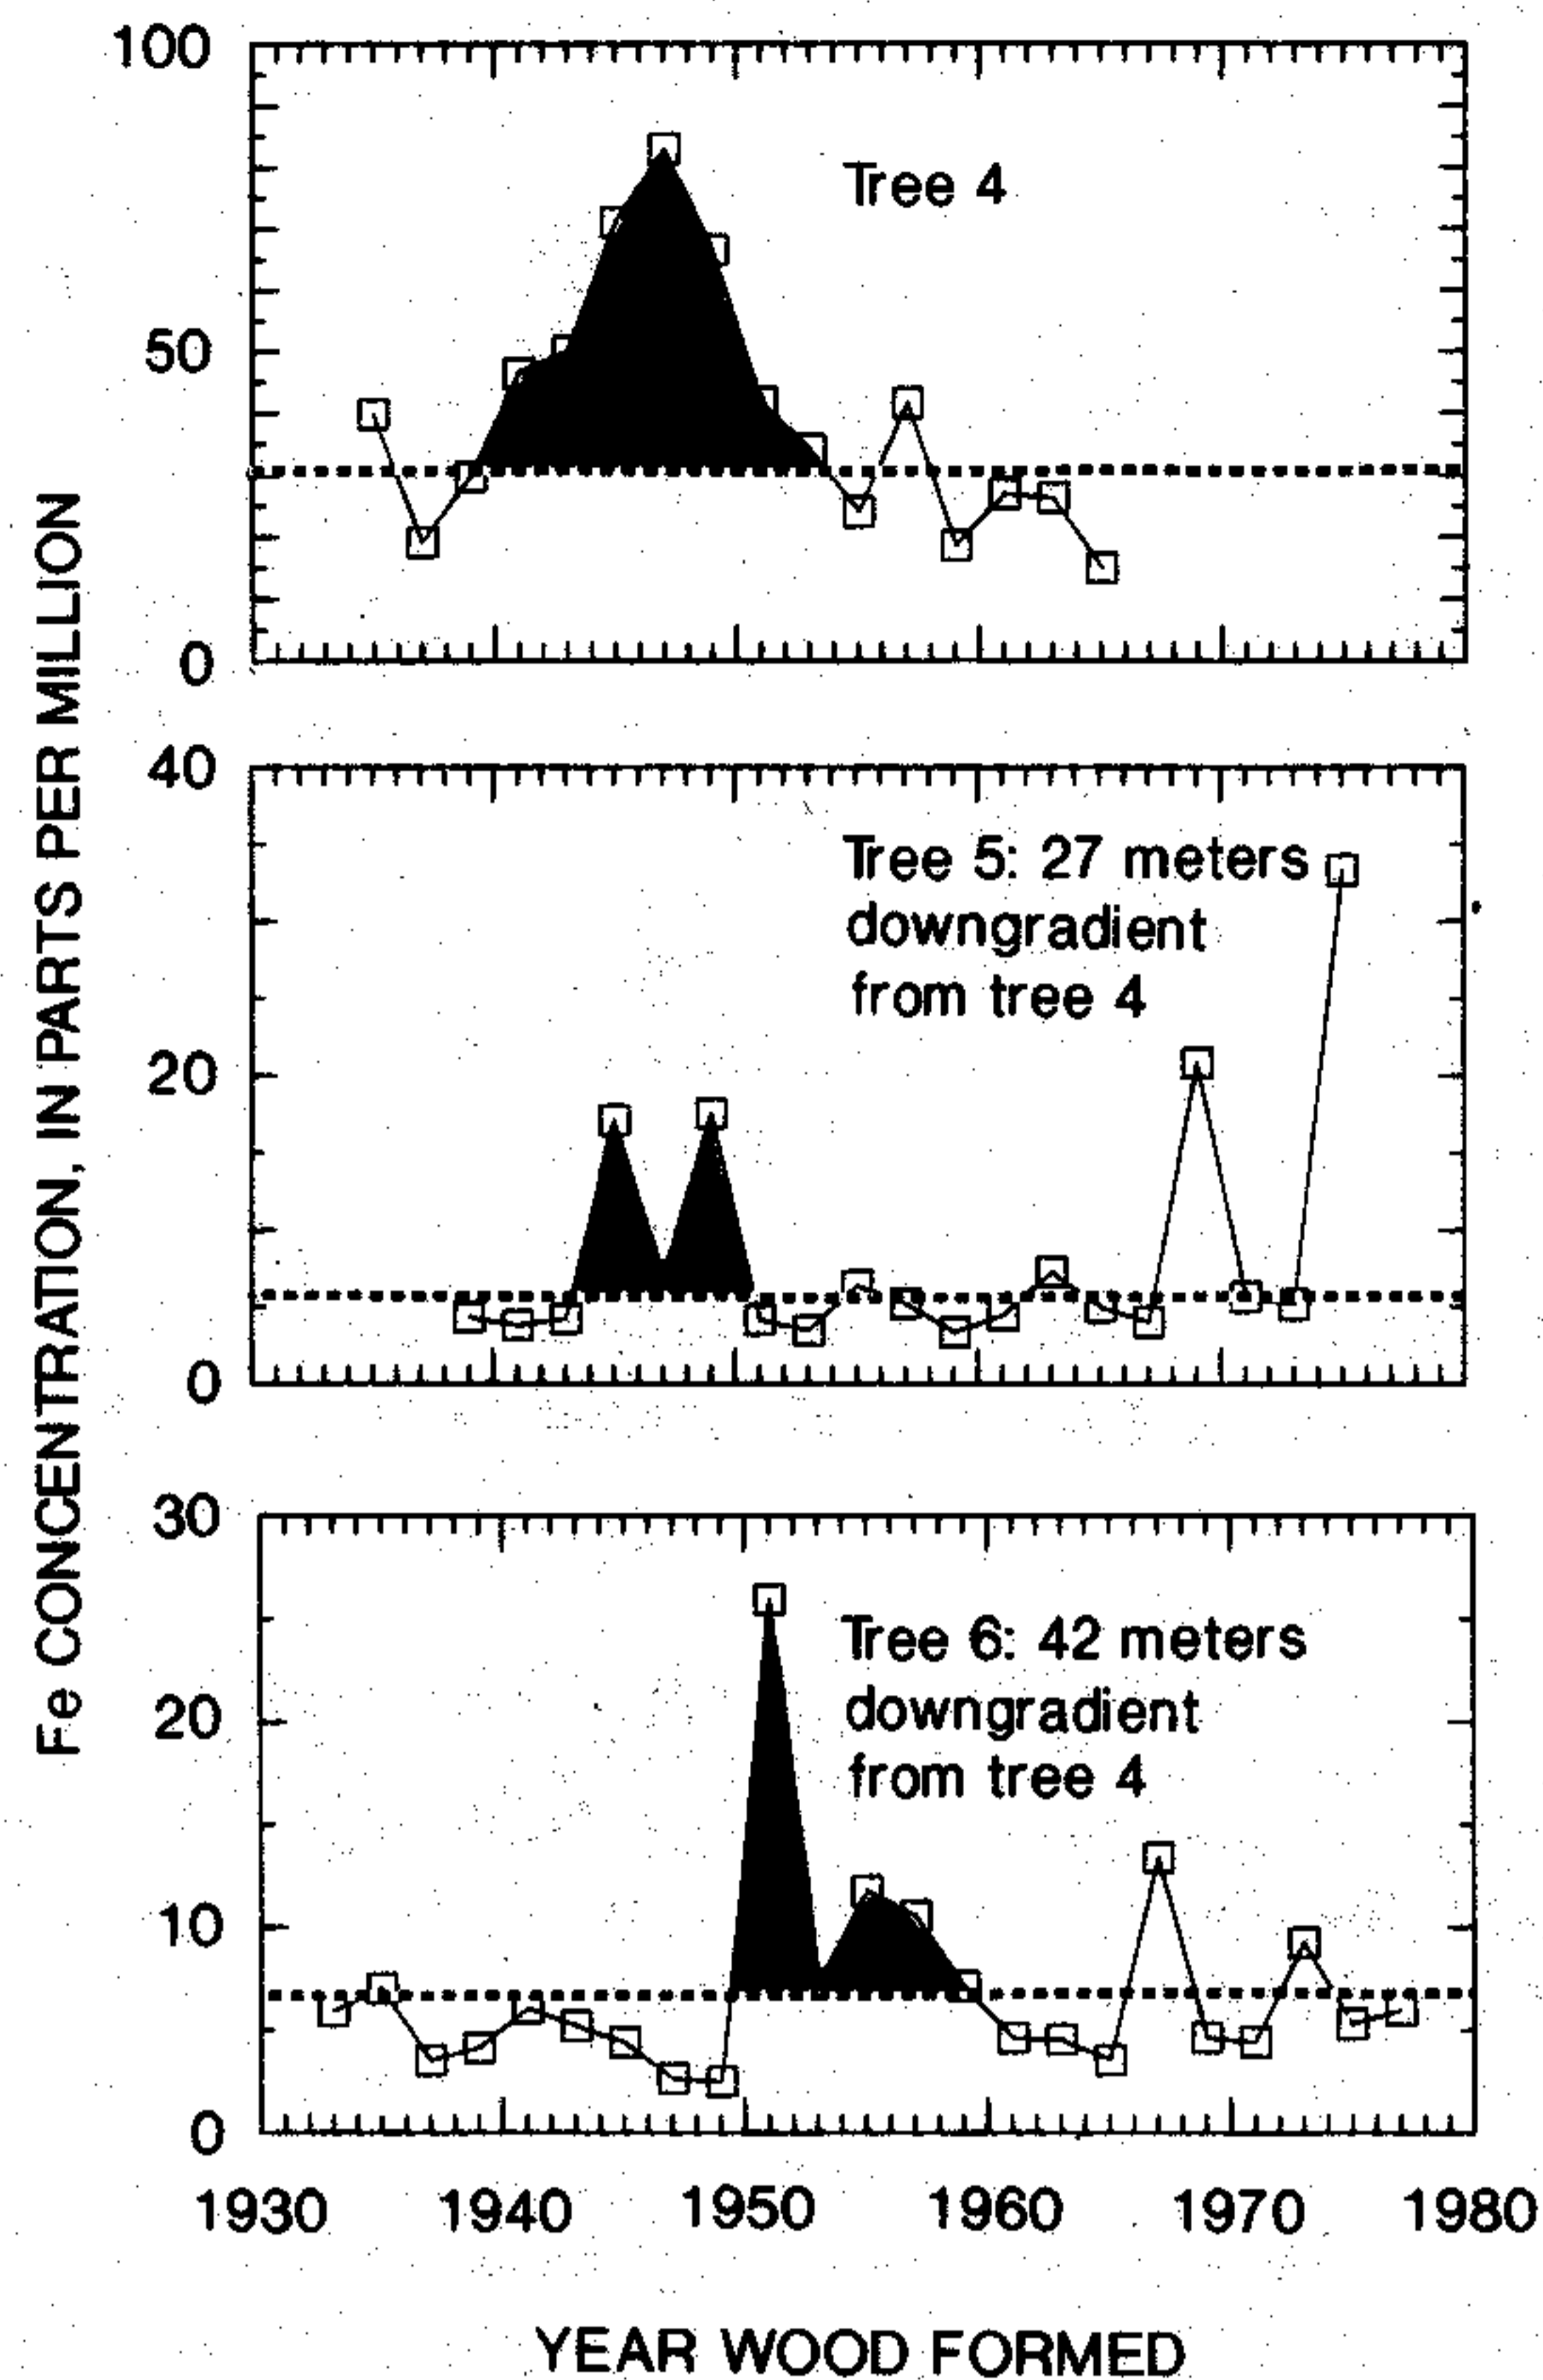 Fe CONCENTRATION, IN PARTS PER MILLION
100
50
0
Tree 4
40
20
0
Tree 5: 27 meters
downgradient
from tree 4
30
20
10
0
Tree 6: 42 meters
downgradient
from tree 4
1930 1940 1950 1960 1970 1980
YEAR WOOD FORMED